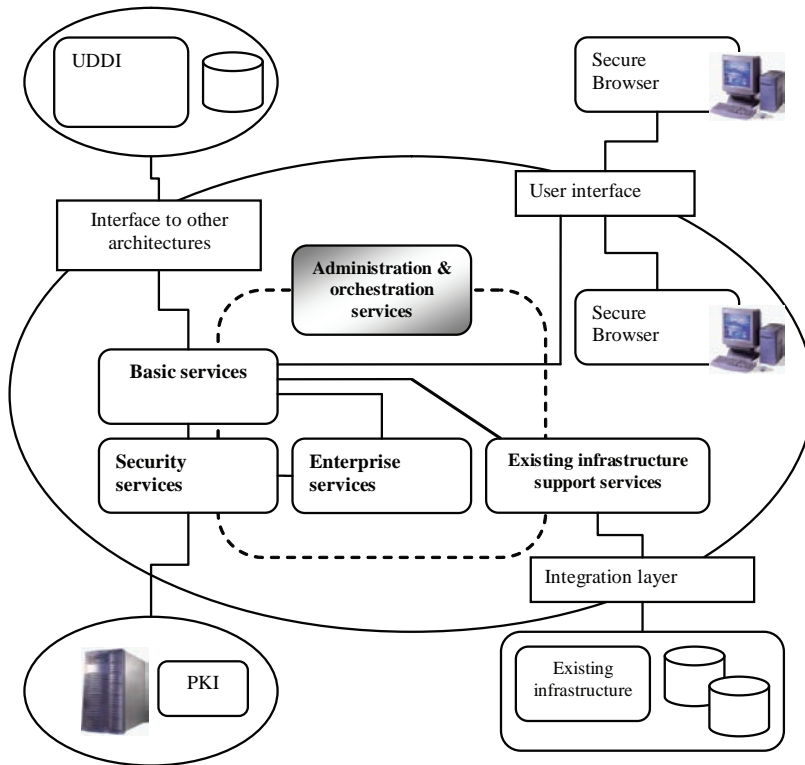 UDDI
Secure
Browser
Interface to other
architectures
User interface
Administration &
orchestration
services
Secure
Browser
Basic services
Security
services
Enterprise
services
Existing infrastructure
support services
Integration layer
PKI
Existing
infrastructure